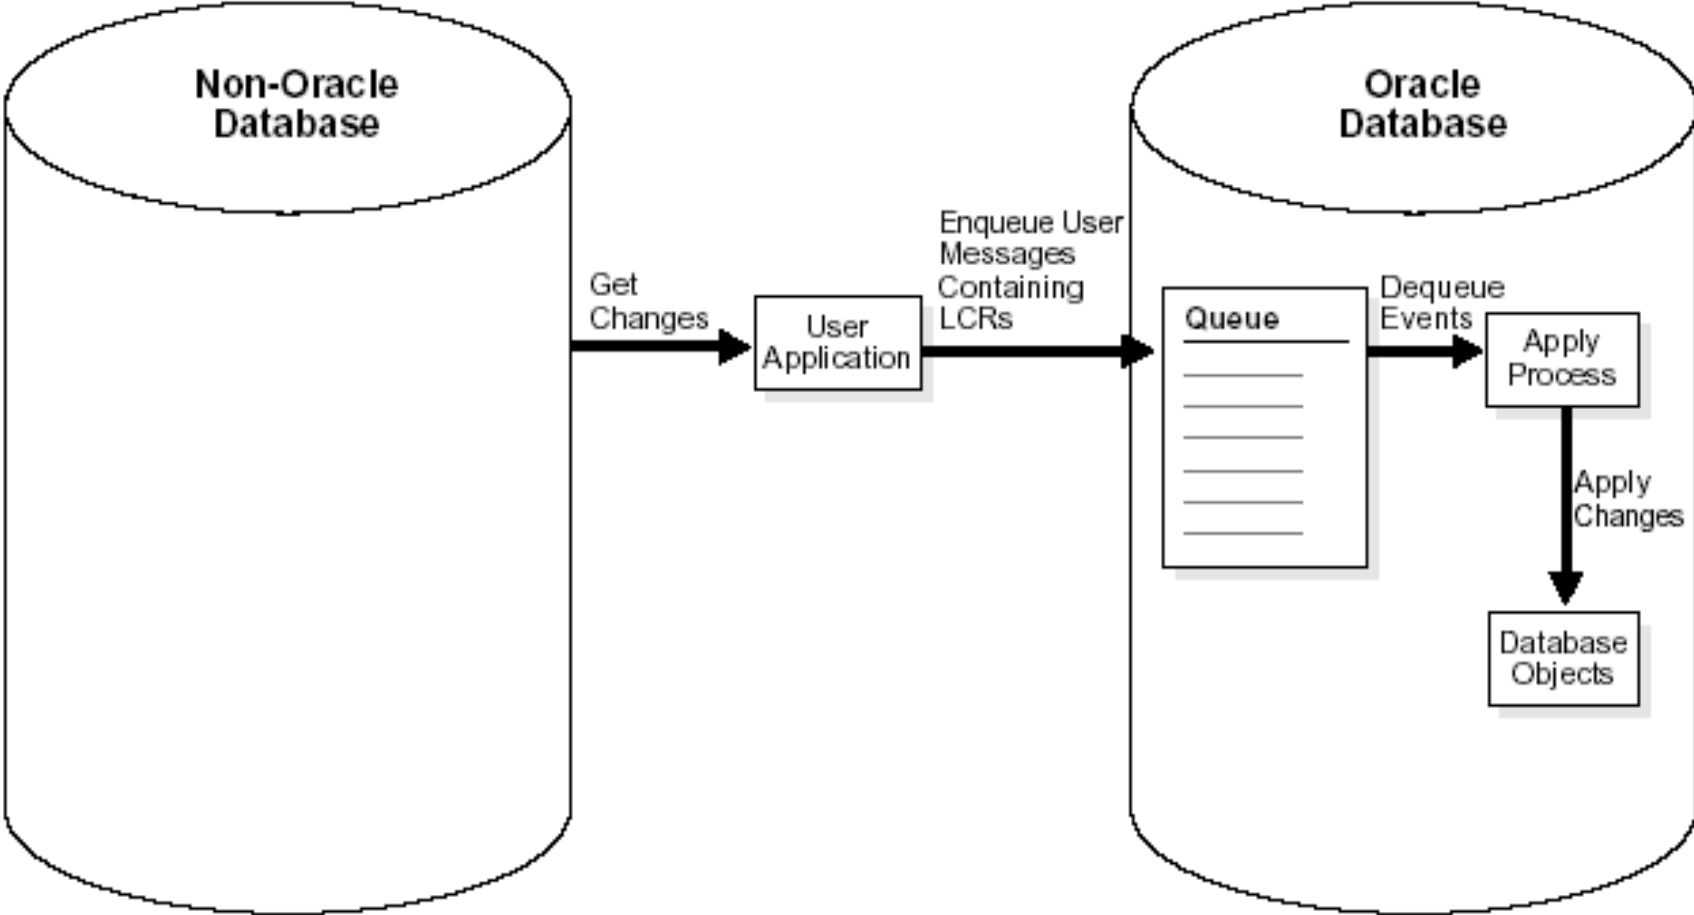 Non-Oracle
Database
Oracle
Database
Get
Changes
User
Application
Enqueue User
Messages
Containing
LCRs
Queue
Dequeue
Events
Apply
Process
Apply
Changes
Database
Objects